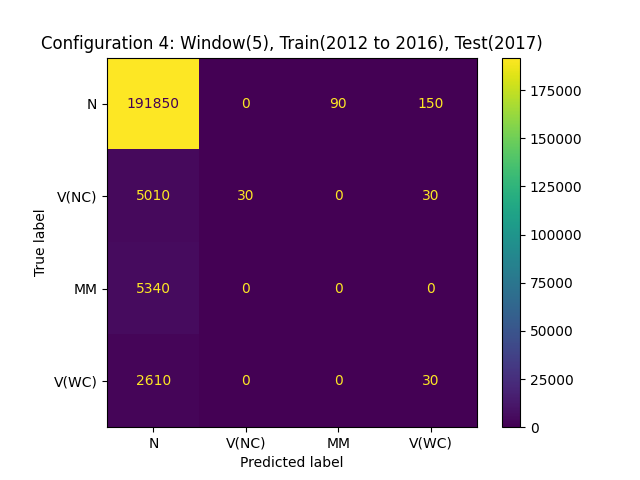 Configuration 4: Window(5), Train(2012 to 2016), Test(2017)
N 191850 0 90 150
V(NC) 5010 30 0 30
MM 5340 0 0 0
V(WC) 2610 0 0 30
N V(NC) MM V(WC)
Predicted label
True label
175000
150000
125000
100000
75000
50000
25000
0